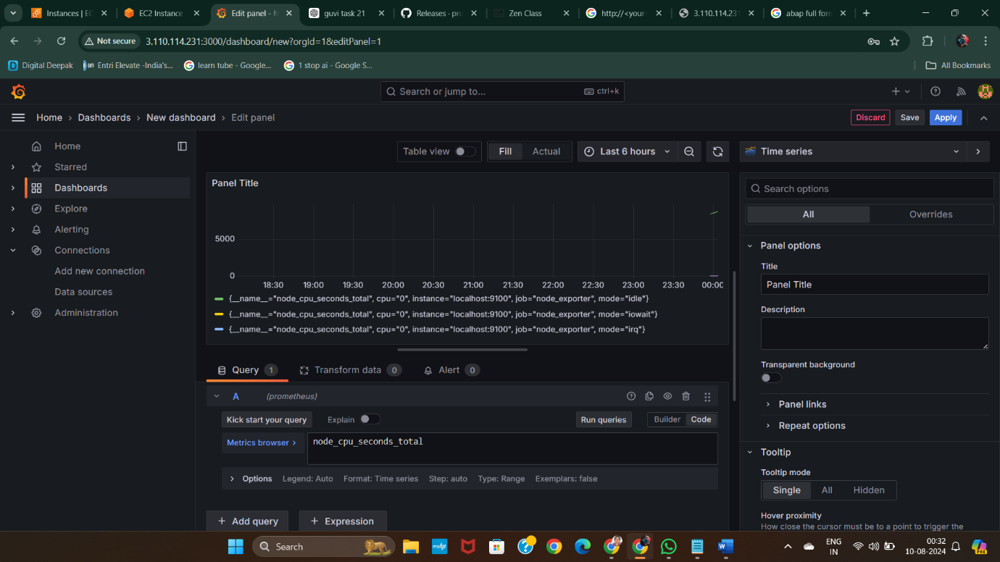 Instances | EC
EC2 Instance
Edit panel - N
guvi task 21
Releases · pro
Zen Class
http://<your-
3.110.114.231
abap full form
Not secure
3.110.114.231:3000/dashboard/new?orgId=1&editPanel=1
Digital Deepak
Entri Elevate -India's...
learn tube - Google...
1 stop ai - Google S...
All Bookmarks
Search or jump to...
ctrl+k
Home › Dashboards › New dashboard › Edit panel
Discard
Save
Apply
Home
Starred
Dashboards
Explore
Alerting
Connections
Add new connection
Data sources
Administration
Table view
Fill
Actual
Last 6 hours
Time series
Panel Title
5000
0
18:30 19:00 19:30 20:00 20:30 21:00 21:30 22:00 22:30 23:00 23:30 00:00
{__name__="node_cpu_seconds_total", cpu="0", instance="localhost:9100", job="node_exporter", mode="idle"}
{__name__="node_cpu_seconds_total", cpu="0", instance="localhost:9100", job="node_exporter", mode="iowait"}
{__name__="node_cpu_seconds_total", cpu="0", instance="localhost:9100", job="node_exporter", mode="irq"}
Query 1
Transform data 0
Alert 0
A (prometheus)
Kick start your query
Explain
Run queries
Builder
Code
Metrics browser ›
node_cpu_seconds_total
Options Legend: Auto Format: Time series Step: auto Type: Range Exemplars: false
+ Add query
+ Expression
Search options
All
Overrides
Panel options
Title
Panel Title
Description
Transparent background
Panel links
Repeat options
Tooltip
Tooltip mode
Single
All
Hidden
Hover proximity
How close the cursor must be to a point to trigger the
Search
ENG
IN
00:32
10-08-2024